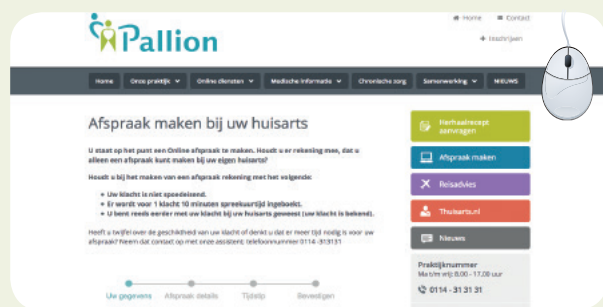 Home Contact
Inschrijven
Pallion
Home Onze praktijk Online diensten Medische informatie Chronische zorg Samenwerking NIEUWS
Afspraak maken bij uw huisarts
U staat op het punt een Online afspraak te maken. Houdt u er rekening mee, dat u
alleen een afspraak kunt maken bij uw eigen huisarts?
Houdt u bij het maken van een afspraak rekening met het volgende:
Uw klacht is niet spoedeisend.
Er wordt voor 1 klacht 10 minuten spreekuurtijd ingeboekt.
U bent reeds eerder met uw klacht bij uw huisarts geweest (uw klacht is bekend).
Heeft u twijfel over de geschiktheid van uw klacht of denkt u dat er meer tijd nodig is voor uw
afspraak? Neem dat contact op met onze assistent: telefoonnummer 0114 -313131
Uw gegevens Afspraak details Tijdslip Bevestigen
Herhaalrecept
aanvragen
Afspraak maken
Reisadvies
Thuisarts.nl
Nieuws
Praktijknummer
Ma t/m vrij: 8.00 - 17.00 uur
0114 - 31 31 31